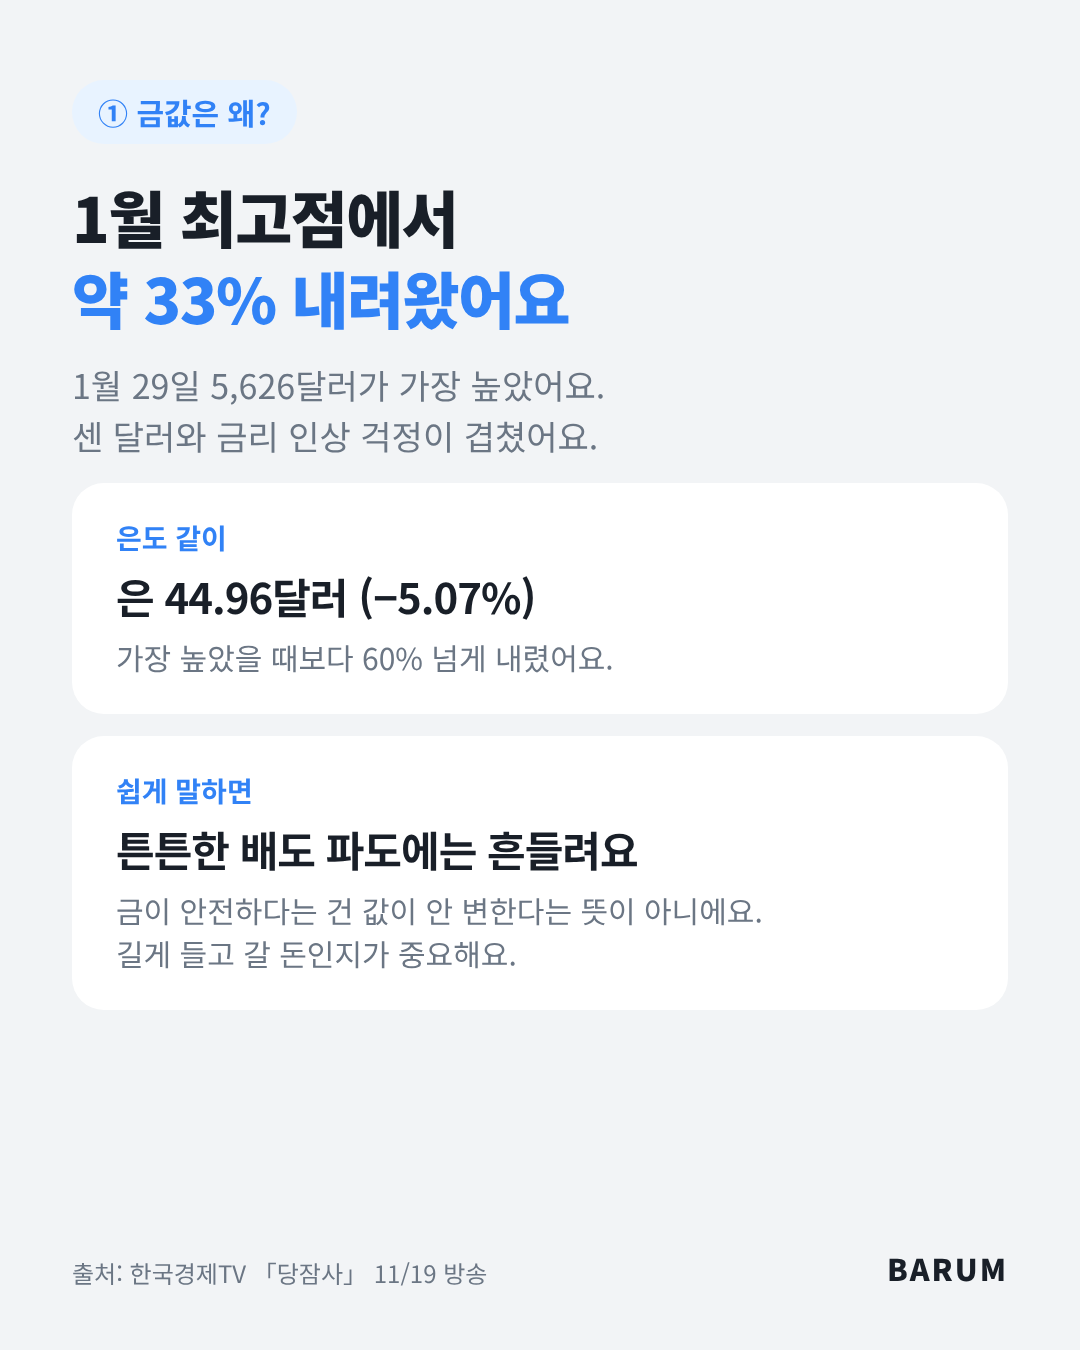 ① 금값은 왜?
1월 최고점에서
약 33% 내려왔어요
1월 29일 5,626달러가 가장 높았어요.
센 달러와 금리 인상 걱정이 겹쳤어요.
은도 같이
은 44.96달러 (−5.07%)
가장 높았을 때보다 60% 넘게 내렸어요.
쉽게 말하면
튼튼한 배도 파도에는 흔들려요
금이 안전하다는 건 값이 안 변한다는 뜻이 아니에요.
길게 들고 갈 돈인지가 중요해요.
출처: 한국경제TV 「당잠사」 11/19 방송
BARUM